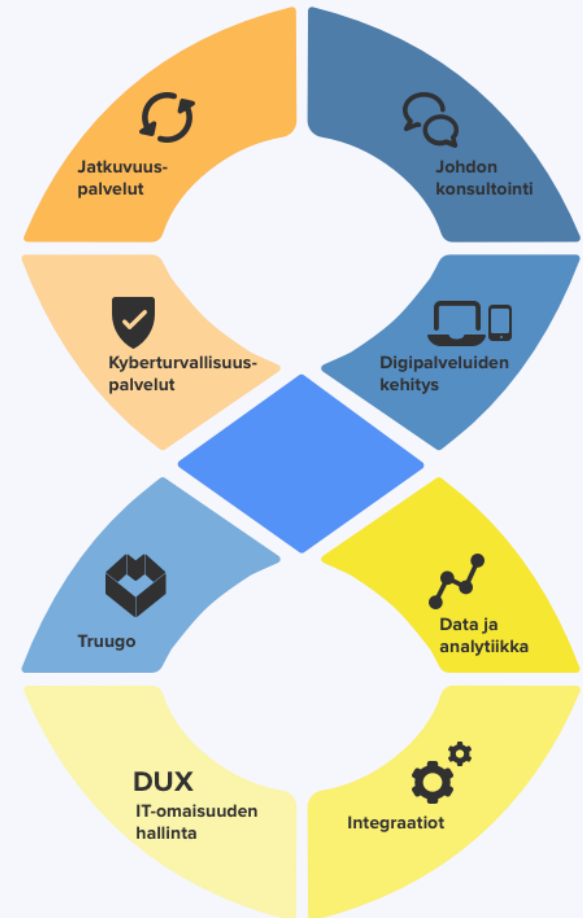 Jatkuvuus-
palvelut
Johdon
konsultointi
Kyberturvallisuus-
palvelut
Digipalveluiden
kehitys
Truugo
Data ja
analytiikka
DUX
IT-omaisuuden
hallinta
Integraatiot